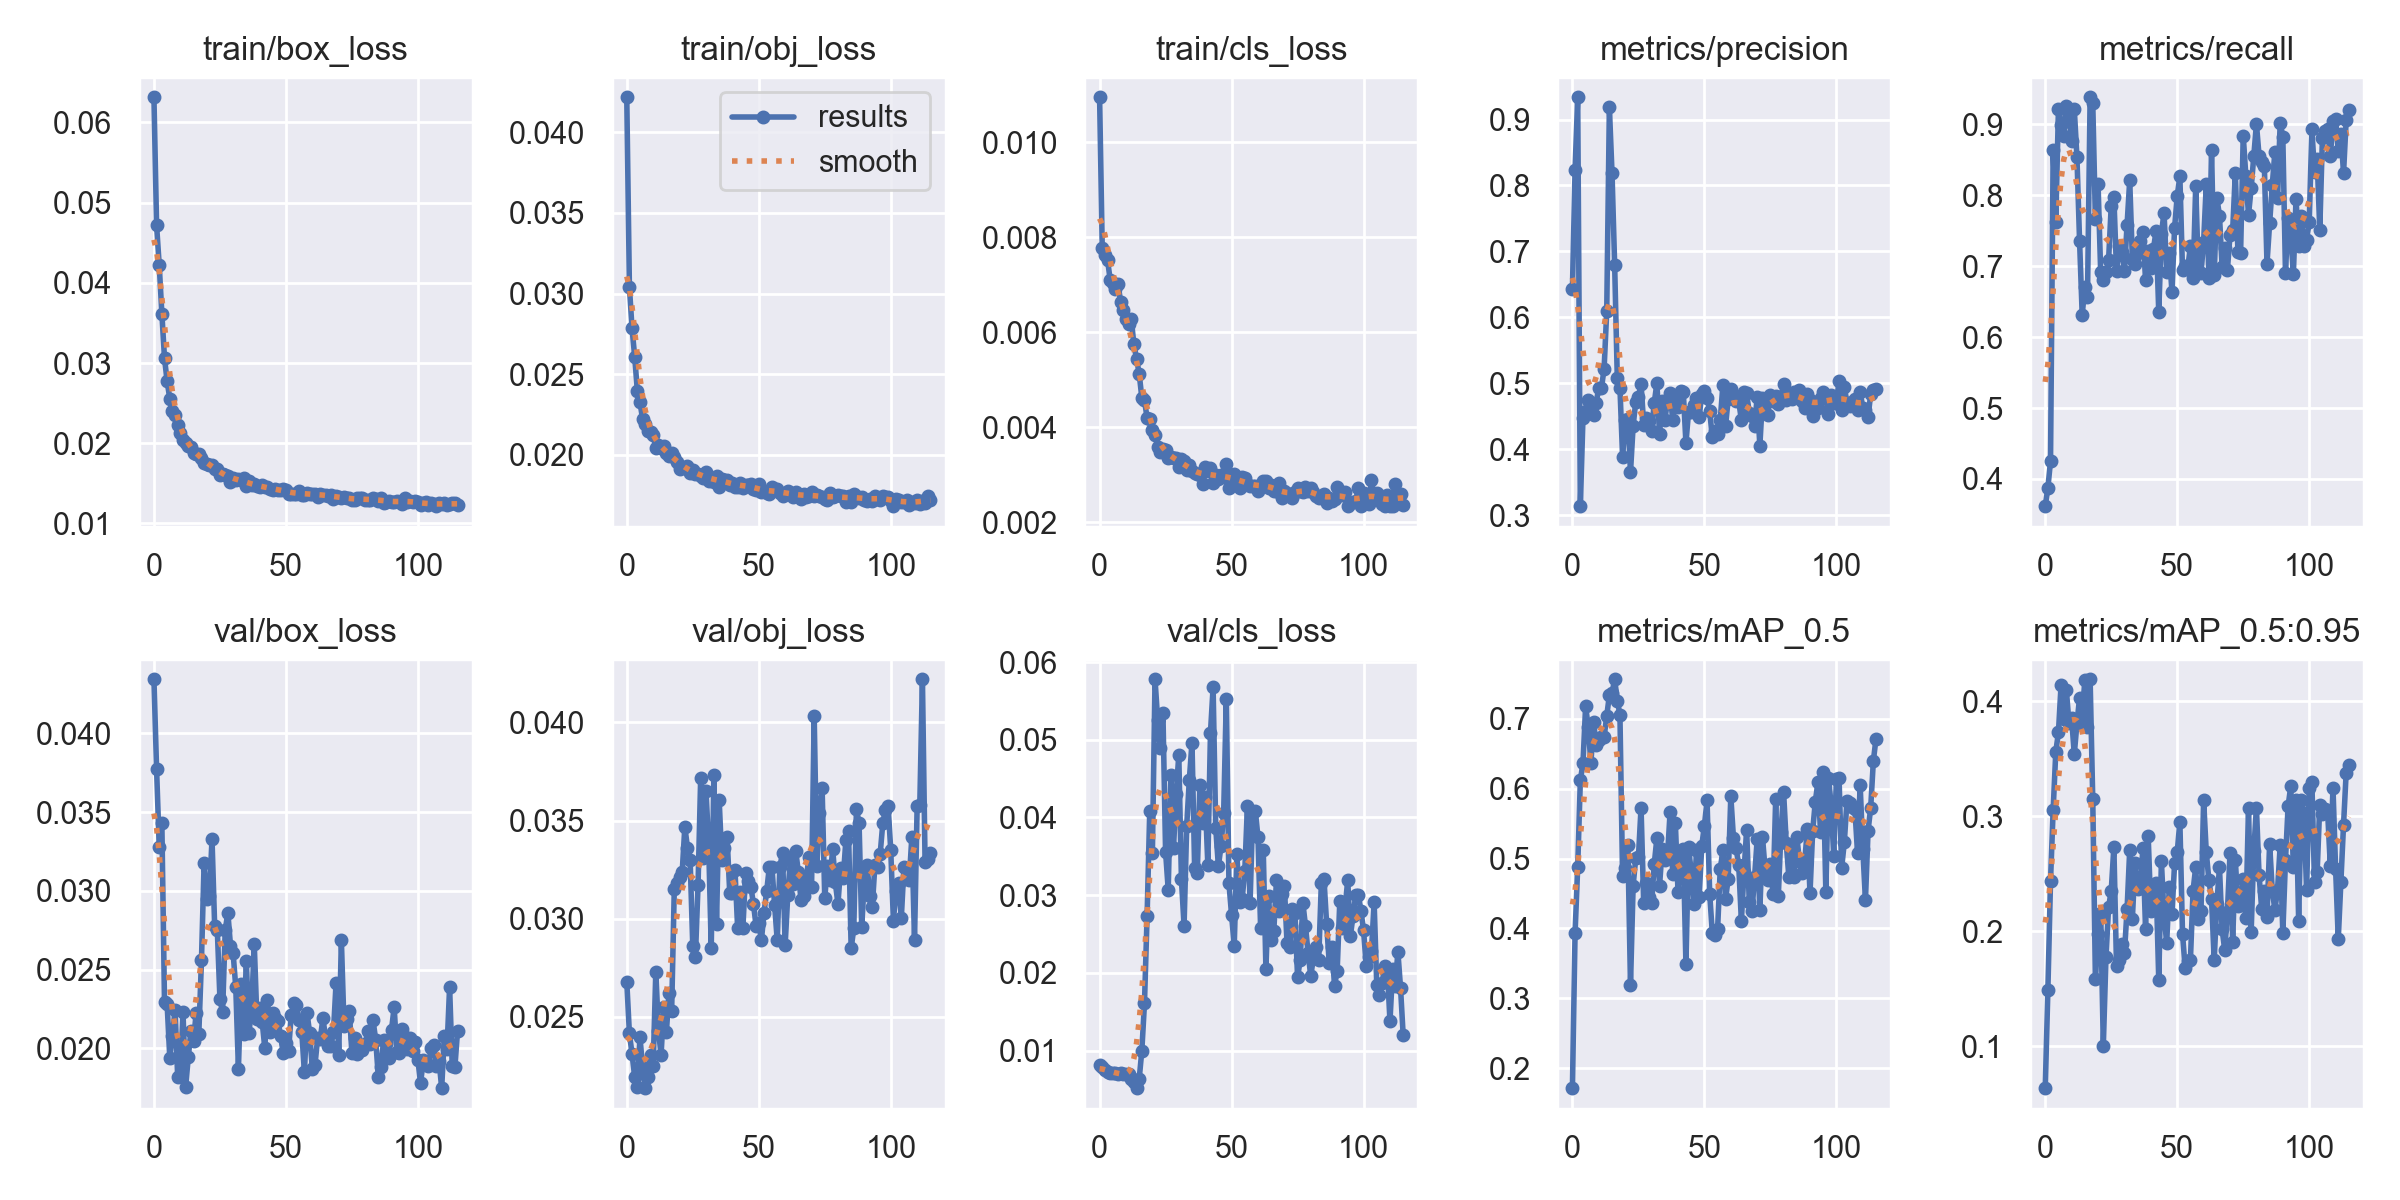 train/box_loss
0.06
0.05
0.04
0.03
0.02
0.01
0 50 100
train/obj_loss
results
smooth
0.040
0.035
0.030
0.025
0.020
0 50 100
train/cls_loss
0.010
0.008
0.006
0.004
0.002
0 50 100
metrics/precision
0.9
0.8
0.7
0.6
0.5
0.4
0.3
0 50 100
metrics/recall
0.9
0.8
0.7
0.6
0.5
0.4
0 50 100
val/box_loss
0.040
0.035
0.030
0.025
0.020
0 50 100
val/obj_loss
0.040
0.035
0.030
0.025
0 50 100
val/cls_loss
0.06
0.05
0.04
0.03
0.02
0.01
0 50 100
metrics/mAP_0.5
0.7
0.6
0.5
0.4
0.3
0.2
0 50 100
metrics/mAP_0.5:0.95
0.4
0.3
0.2
0.1
0 50 100